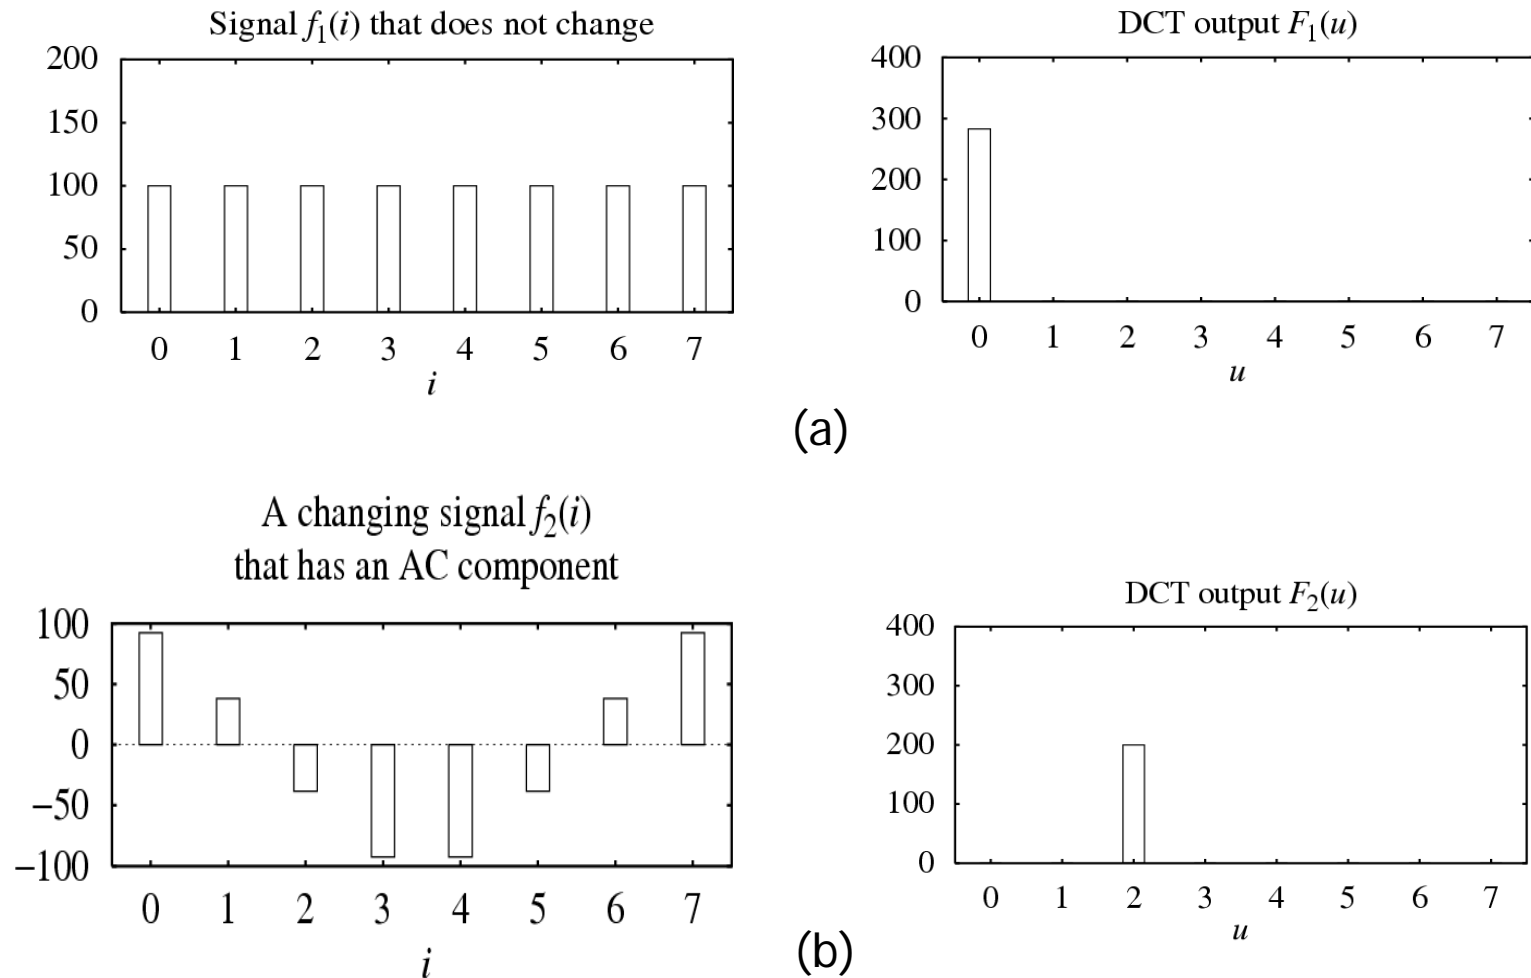 Signal f₁(i) that does not change
200
150
100
50
0
0 1 2 3 4 5 6 7
i
DCT output F₁(u)
400
300
200
100
0
0 1 2 3 4 5 6 7
u
(a)
A changing signal f₂(i)
that has an AC component
100
50
0
−50
−100
0 1 2 3 4 5 6 7
i
DCT output F₂(u)
400
300
200
100
0
0 1 2 3 4 5 6 7
u
(b)